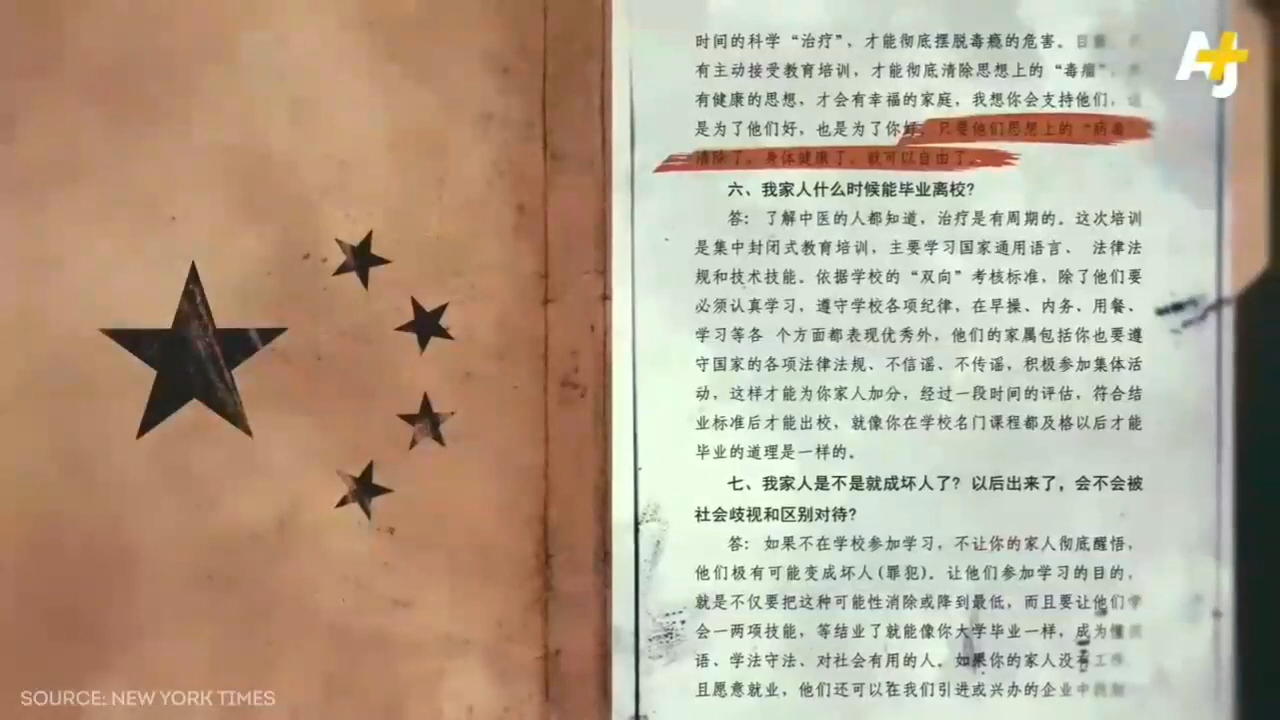 时间的科学“治疗”，才能彻底摆脱毒瘾的危害。
有主动接受教育培训，才能彻底清除思想上的“毒瘤”，
有健康的思想，才会有幸福的家庭，我想你会支持他们，
是为了他们好，也是为了你好，只要他们思想上的“病毒
清除了，身体健康了，就可以自由了。
六、我家人什么时候能毕业离校？
答：了解中医的人都知道，治疗是有周期的。这次培训
是集中封闭式教育培训，主要学习国家通用语言、 法律法
规和技术技能。依据学校的“双向”考核标准，除了他们要
必须认真学习，遵守学校各项纪律，在早操、内务、用餐、
学习等各 个方面都表现优秀外，他们的家属包括你也要遵
守国家的各项法律法规、不信谣、不传谣，积极参加集体活
动，这样才能为你家人加分，经过一段时间的评估，符合结
业标准后才能出校，就像你在学校名门课程都及格以后才能
毕业的道理是一样的。
七、我家人是不是就成坏人了？以后出来了，会不会被
社会歧视和区别对待？
答：如果不在学校参加学习，不让你的家人彻底醒悟，
他们极有可能变成坏人(罪犯)。让他们参加学习的目的，
就是不仅要把这种可能性消除或降到最低，而且要让他们学
会一两项技能，等结业了就能像你大学毕业一样，成为懂
语、学法守法、对社会有用的人。如果你的家人没有工作
且愿意就业，他们还可以在我们引进或兴办的企业中
AJ+
SOURCE: NEW YORK TIMES